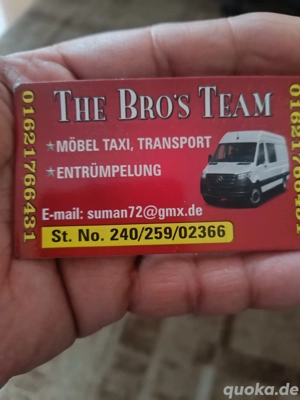 THE BRO'S TEAM
★MÖBEL TAXI, TRANSPORT
★ENTRÜMPELUNG
E-mail: suman72@gmx.de
St. No. 240/259/02366
01621766431
01621766431
quoka.de